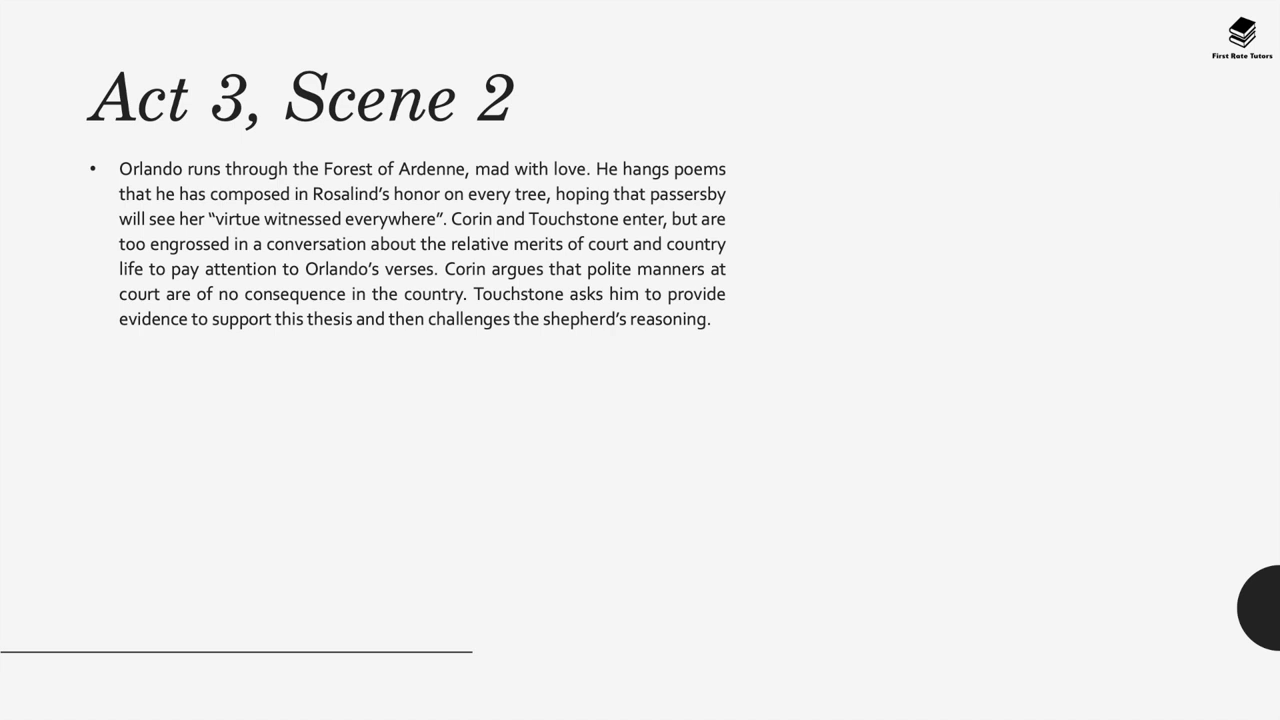 First Rate Tutors
Act 3, Scene 2
• Orlando runs through the Forest of Ardenne, mad with love. He hangs poems
that he has composed in Rosalind’s honor on every tree, hoping that passersby
will see her “virtue witnessed everywhere”. Corin and Touchstone enter, but are
too engrossed in a conversation about the relative merits of court and country
life to pay attention to Orlando’s verses. Corin argues that polite manners at
court are of no consequence in the country. Touchstone asks him to provide
evidence to support this thesis and then challenges the shepherd’s reasoning.